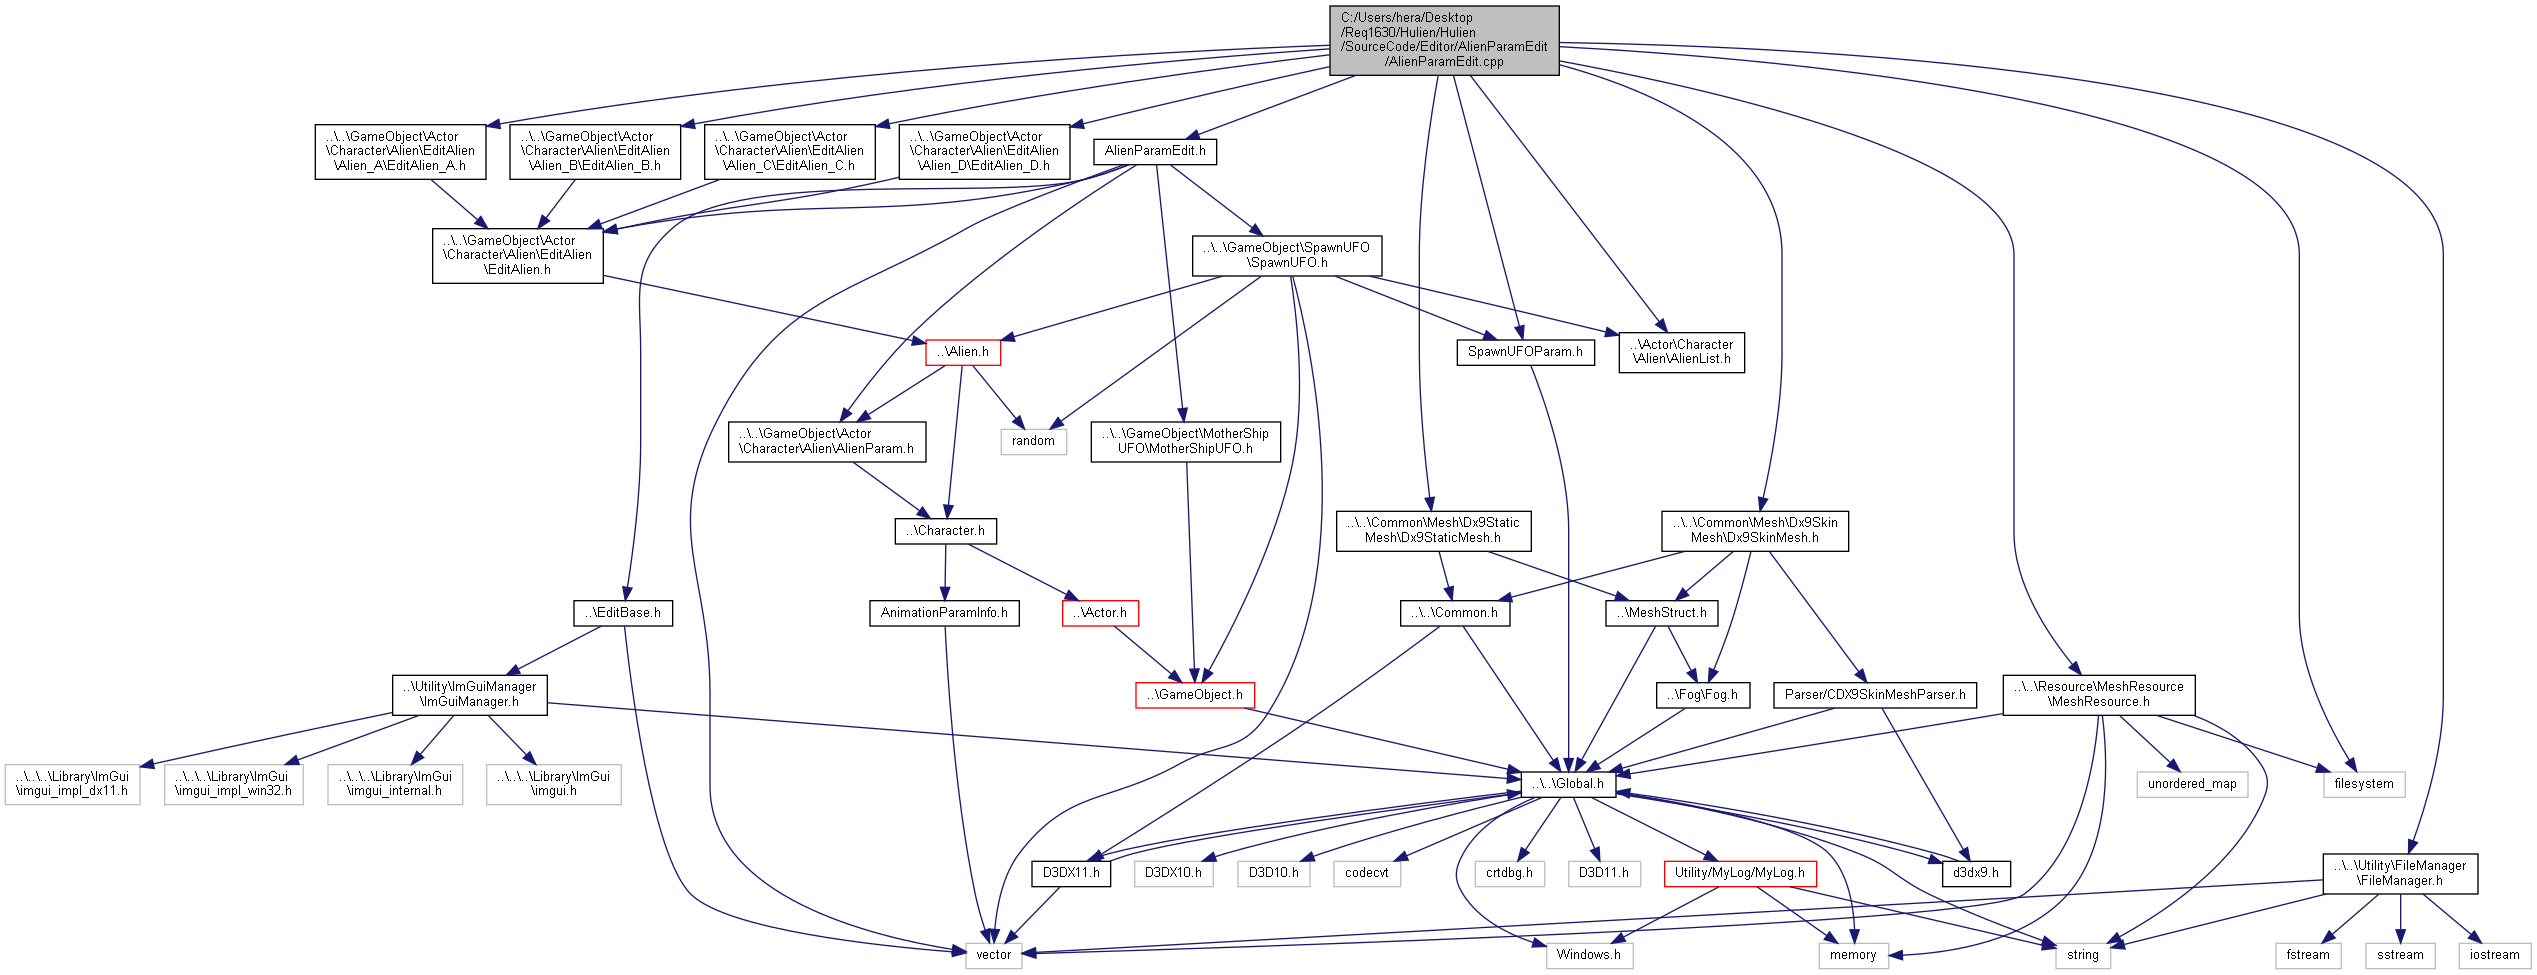 C:/Users/hera/Desktop
/Req1630/Hulien/Hulien
/SourceCode/Editor/AlienParamEdit
/AlienParamEdit.cpp
..\..\GameObject\Actor
\Character\Alien\EditAlien
\Alien_A\EditAlien_A.h
..\..\GameObject\Actor
\Character\Alien\EditAlien
\Alien_B\EditAlien_B.h
..\..\GameObject\Actor
\Character\Alien\EditAlien
\Alien_C\EditAlien_C.h
..\..\GameObject\Actor
\Character\Alien\EditAlien
\Alien_D\EditAlien_D.h
AlienParamEdit.h
..\..\GameObject\Actor
\Character\Alien\EditAlien
\EditAlien.h
..\..\GameObject\SpawnUFO
\SpawnUFO.h
..\Alien.h
SpawnUFOParam.h
..\Actor\Character
\Alien\AlienList.h
..\..\GameObject\Actor
\Character\Alien\AlienParam.h
random
..\..\GameObject\MotherShip
UFO\MotherShipUFO.h
..\Character.h
..\..\Common\Mesh\Dx9Static
Mesh\Dx9StaticMesh.h
..\..\Common\Mesh\Dx9Skin
Mesh\Dx9SkinMesh.h
..\EditBase.h
AnimationParamInfo.h
..\Actor.h
..\..\Common.h
..\MeshStruct.h
..\Utility\ImGuiManager
\ImGuiManager.h
..\GameObject.h
..\Fog\Fog.h
Parser/CDX9SkinMeshParser.h
..\..\Resource\MeshResource
\MeshResource.h
..\..\..\Library\ImGui
\imgui_impl_dx11.h
..\..\..\Library\ImGui
\imgui_impl_win32.h
..\..\..\Library\ImGui
\imgui_internal.h
..\..\..\Library\ImGui
\imgui.h
..\..\Global.h
unordered_map
filesystem
D3DX11.h
D3DX10.h
D3D10.h
codecvt
crtdbg.h
D3D11.h
Utility/MyLog/MyLog.h
d3dx9.h
..\..\Utility\FileManager
\FileManager.h
vector
Windows.h
memory
string
fstream
sstream
iostream